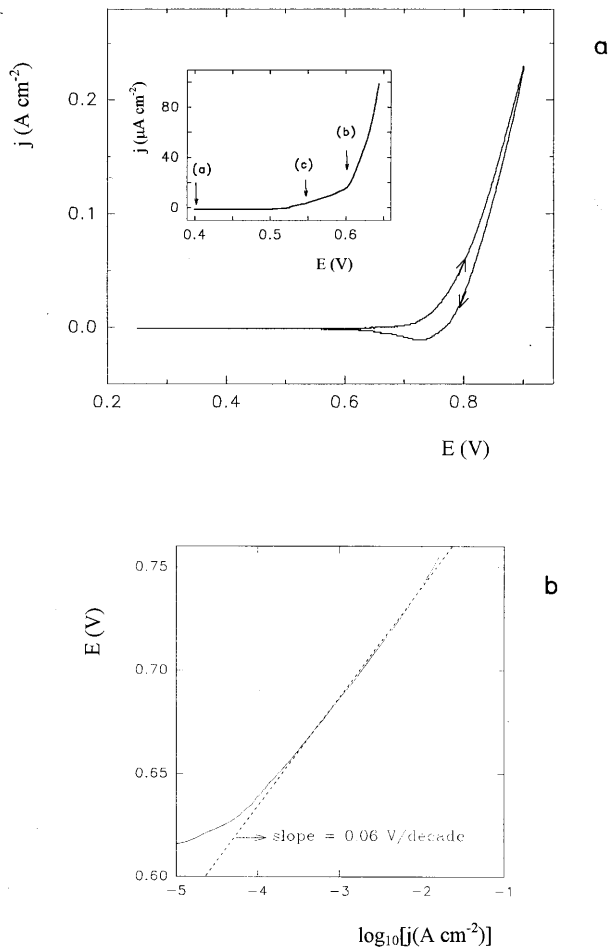 a
j (A cm-2)
0.2
0.1
0.0
0.2
0.4
0.6
0.8
E (V)
j (μA cm-2)
80
40
0
(a)
(c)
(b)
0.4
0.5
0.6
E (V)
b
E (V)
0.75
0.70
0.65
0.60
slope = 0.06 V/decade
-5
-4
-3
-2
-1
log10[j(A cm-2)]